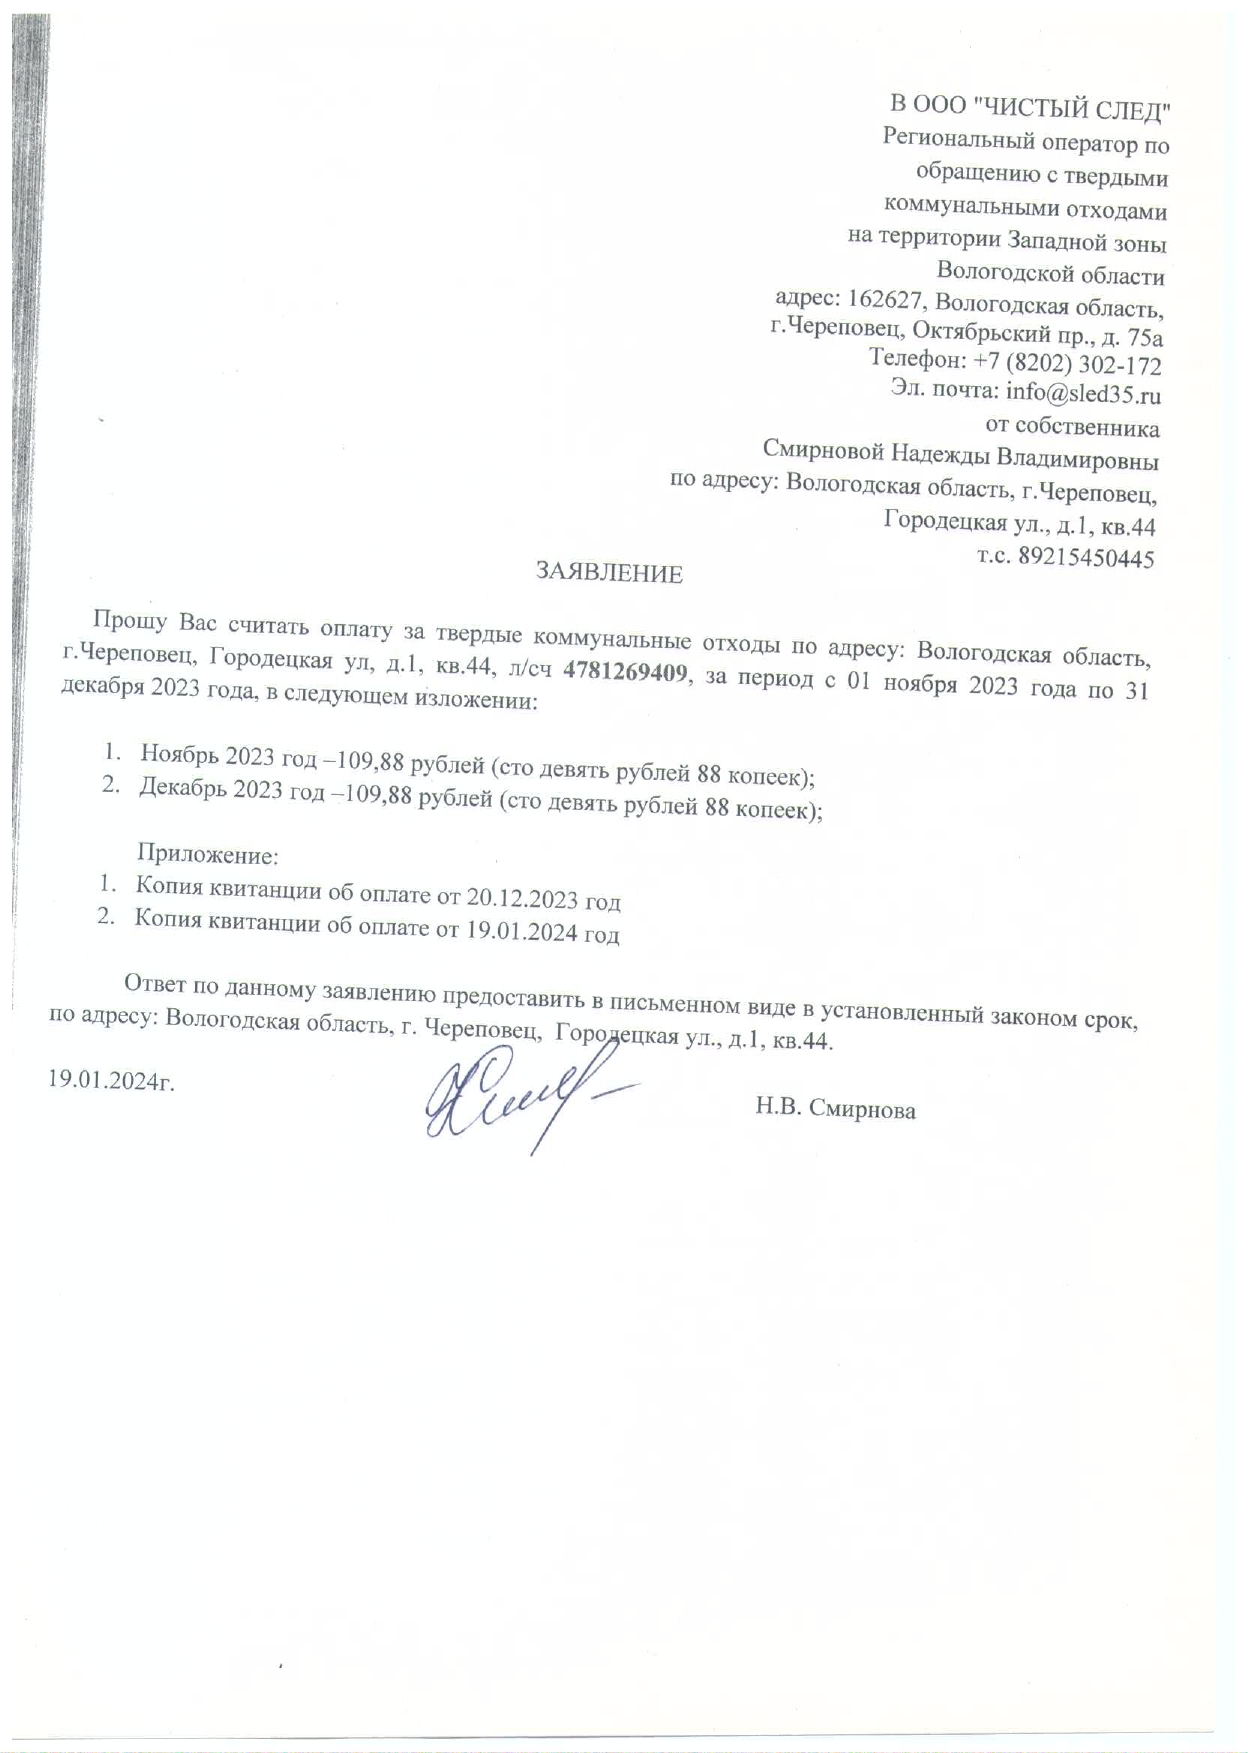 В ООО "ЧИСТЫЙ СЛЕД"
Региональный оператор по
обращению с твердыми
коммунальными отходами
на территории Западной зоны
Вологодской области
адрес: 162627, Вологодская область,
г.Череповец, Октябрьский пр., д. 75а
Телефон: +7 (8202) 302-172
Эл. почта: info@sled35.ru
от собственника
Смирновой Надежды Владимировны
по адресу: Вологодская область, г.Череповец,
Городецкая ул., д.1, кв.44
т.с. 89215450445
ЗАЯВЛЕНИЕ
Прошу Вас считать оплату за твердые коммунальные отходы по адресу: Вологодская область,
г.Череповец, Городецкая ул, д.1, кв.44, л/сч 4781269409, за период с 01 ноября 2023 года по 31
декабря 2023 года, в следующем изложении:
1. Ноябрь 2023 год –109,88 рублей (сто девять рублей 88 копеек);
2. Декабрь 2023 год –109,88 рублей (сто девять рублей 88 копеек);
Приложение:
1. Копия квитанции об оплате от 20.12.2023 год
2. Копия квитанции об оплате от 19.01.2024 год
Ответ по данному заявлению предоставить в письменном виде в установленный законом срок,
по адресу: Вологодская область, г. Череповец, Городецкая ул., д.1, кв.44.
19.01.2024г.
Н.В. Смирнова